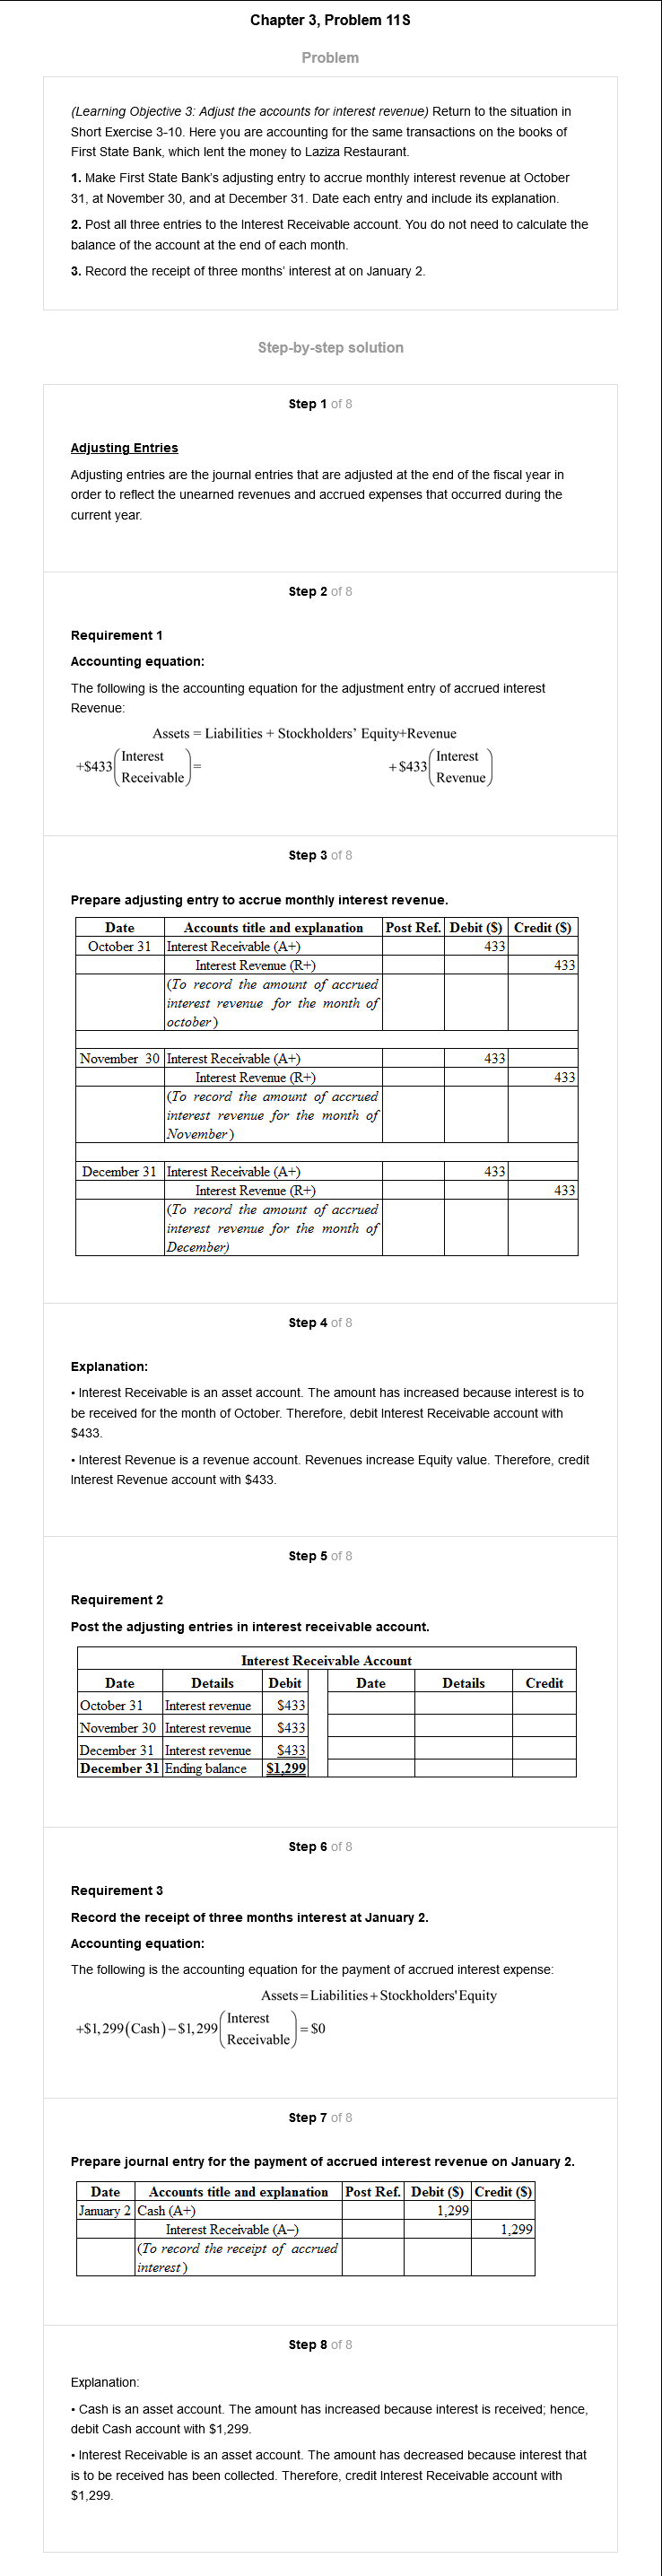 Chapter 3, Problem 11S
Problem
(Learning Objective 3: Adjust the accounts for interest revenue) Return to the situation in
Short Exercise 3-10. Here you are accounting for the same transactions on the books of
First State Bank, which lent the money to Laziza Restaurant.
1. Make First State Bank's adjusting entry to accrue monthly interest revenue at October
31, at November 30, and at December 31. Date each entry and include its explanation.
2. Post all three entries to the Interest Receivable account. You do not need to calculate the
balance of the account at the end of each month.
3. Record the receipt of three months' interest at on January 2.
Step-by-step solution
Step 1 of 8
Adjusting Entries
Adjusting entries are the journal entries that are adjusted at the end of the fiscal year in
order to reflect the unearned revenues and accrued expenses that occurred during the
current year.
Step 2 of 8
Requirement 1
Accounting equation:
The following is the accounting equation for the adjustment entry of accrued interest
Revenue:
Assets = Liabilities + Stockholders' Equity+Revenue
+$433(Interest Receivable)= +$433(Interest Revenue)
Step 3 of 8
Prepare adjusting entry to accrue monthly interest revenue.
Date Accounts title and explanation Post Ref. Debit ($) Credit ($)
October 31 Interest Receivable (A+) 433
Interest Revenue (R+) 433
(To record the amount of accrued
interest revenue for the month of
october)
November 30 Interest Receivable (A+) 433
Interest Revenue (R+) 433
(To record the amount of accrued
interest revenue for the month of
November)
December 31 Interest Receivable (A+) 433
Interest Revenue (R+) 433
(To record the amount of accrued
interest revenue for the month of
December)
Step 4 of 8
Explanation:
• Interest Receivable is an asset account. The amount has increased because interest is to
be received for the month of October. Therefore, debit Interest Receivable account with
$433.
• Interest Revenue is a revenue account. Revenues increase Equity value. Therefore, credit
Interest Revenue account with $433.
Step 5 of 8
Requirement 2
Post the adjusting entries in interest receivable account.
Interest Receivable Account
Date Details Debit Date Details Credit
October 31 Interest revenue $433
November 30 Interest revenue $433
December 31 Interest revenue $433
December 31 Ending balance $1,299
Step 6 of 8
Requirement 3
Record the receipt of three months interest at January 2.
Accounting equation:
The following is the accounting equation for the payment of accrued interest expense:
Assets=Liabilities+Stockholders'Equity
+$1,299(Cash)−$1,299(Interest Receivable)=$0
Step 7 of 8
Prepare journal entry for the payment of accrued interest revenue on January 2.
Date Accounts title and explanation Post Ref. Debit ($) Credit ($)
January 2 Cash (A+) 1,299
Interest Receivable (A–) 1,299
(To record the receipt of accrued
interest)
Step 8 of 8
Explanation:
• Cash is an asset account. The amount has increased because interest is received; hence,
debit Cash account with $1,299.
• Interest Receivable is an asset account. The amount has decreased because interest that
is to be received has been collected. Therefore, credit Interest Receivable account with
$1,299.